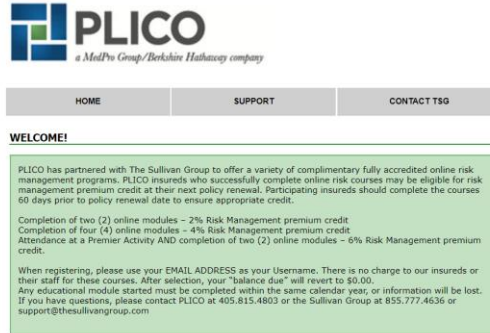 PLICO
a MedPro Group/Berkshire Hathaway company
HOME SUPPORT CONTACT TSG
WELCOME!
PLICO has partnered with The Sullivan Group to offer a variety of complimentary fully accredited online risk
management programs. PLICO insureds who successfully complete online risk courses may be eligible for risk
management premium credit at their next policy renewal. Participating insureds should complete the courses
60 days prior to policy renewal date to ensure appropriate credit.
Completion of two (2) online modules – 2% Risk Management premium credit
Completion of four (4) online modules – 4% Risk Management premium credit
Attendance at a Premier Activity AND completion of two (2) online modules – 6% Risk Management premium
credit.
When registering, please use your EMAIL ADDRESS as your Username. There is no charge to our insureds or
their staff for these courses. After selection, your "balance due" will revert to $0.00.
Any educational module started must be completed within the same calendar year, or information will be lost.
If you have questions, please contact PLICO at 405.815.4803 or the Sullivan Group at 855.777.4636 or
support@thesullivangroup.com